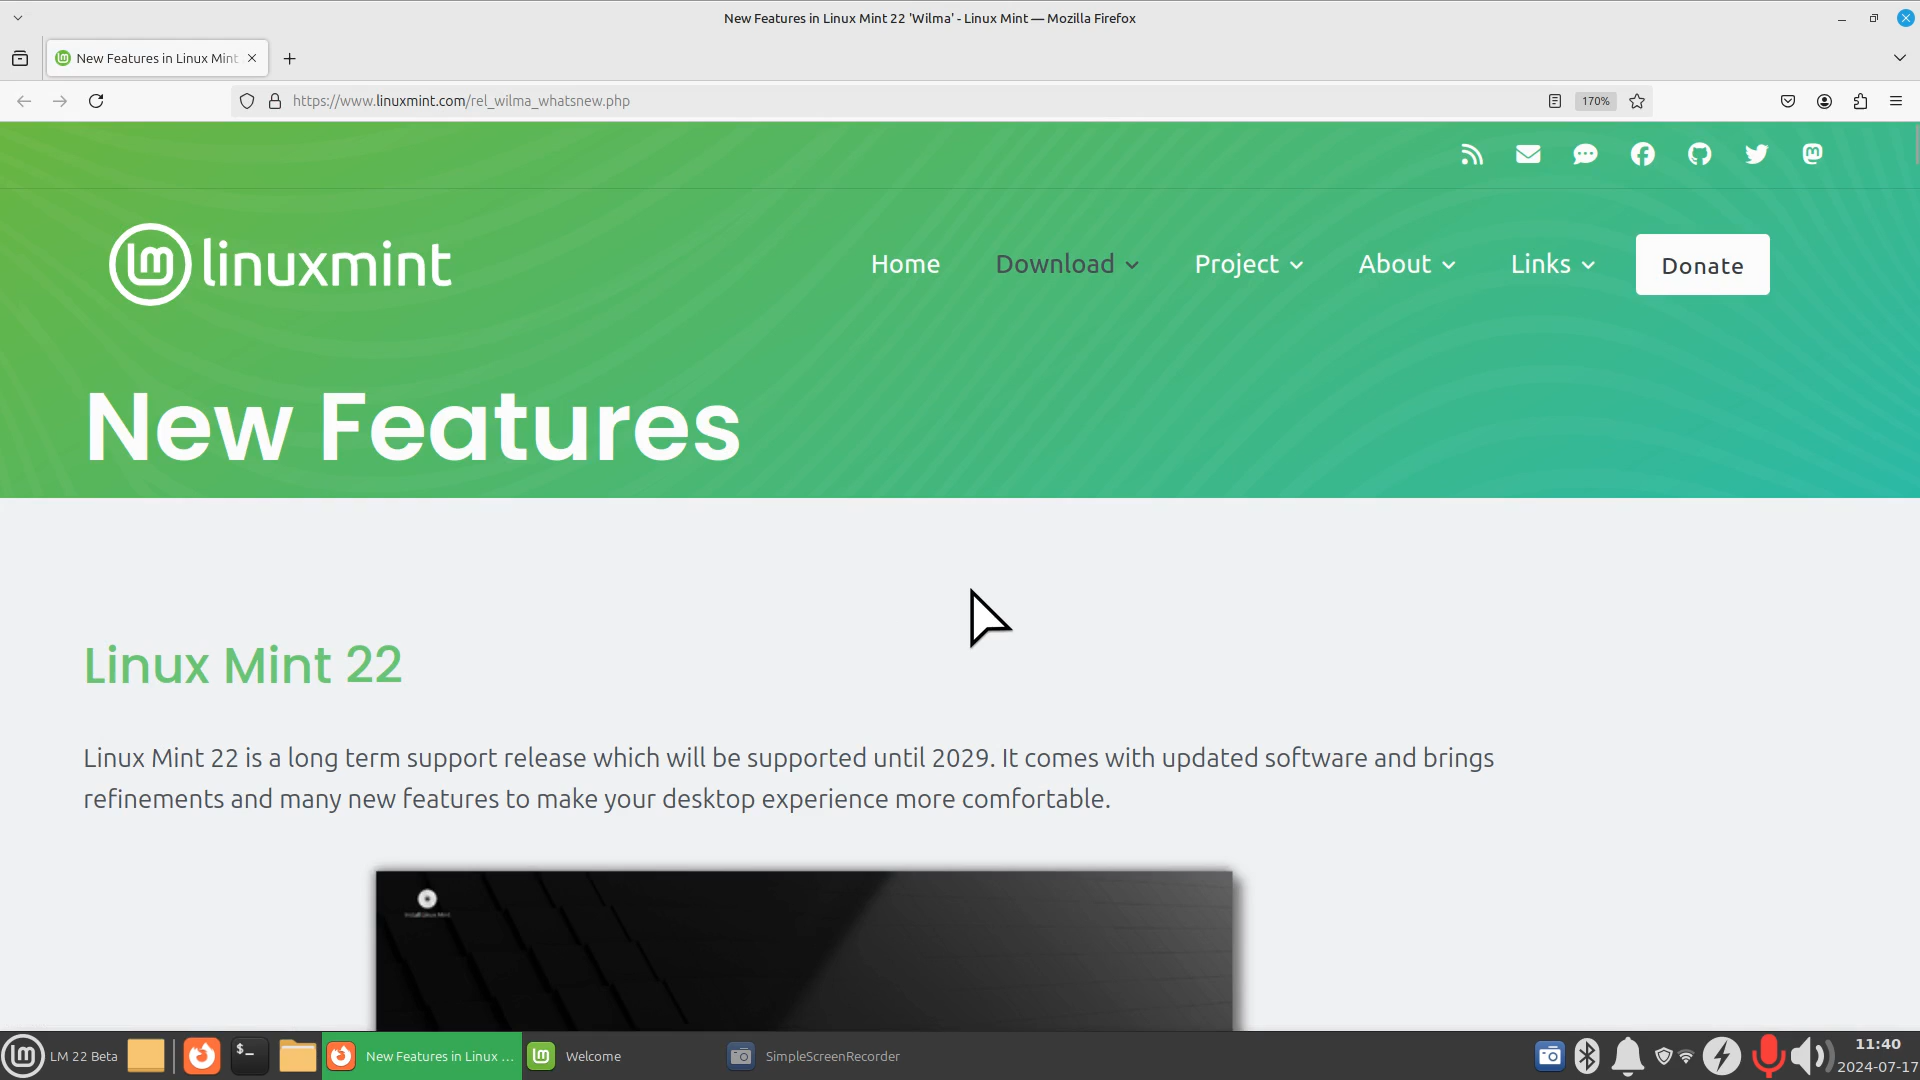 New Features in Linux Mint 22 'Wilma' - Linux Mint — Mozilla Firefox
New Features in Linux Mint
https://www.linuxmint.com/rel_wilma_whatsnew.php
170%
linuxmint
Home
Download
Project
About
Links
Donate
New Features
Linux Mint 22
Linux Mint 22 is a long term support release which will be supported until 2029. It comes with updated software and brings
refinements and many new features to make your desktop experience more comfortable.
Install Linux Mint
LM 22 Beta
New Features in Linux ...
Welcome
SimpleScreenRecorder
11:40
2024-07-17